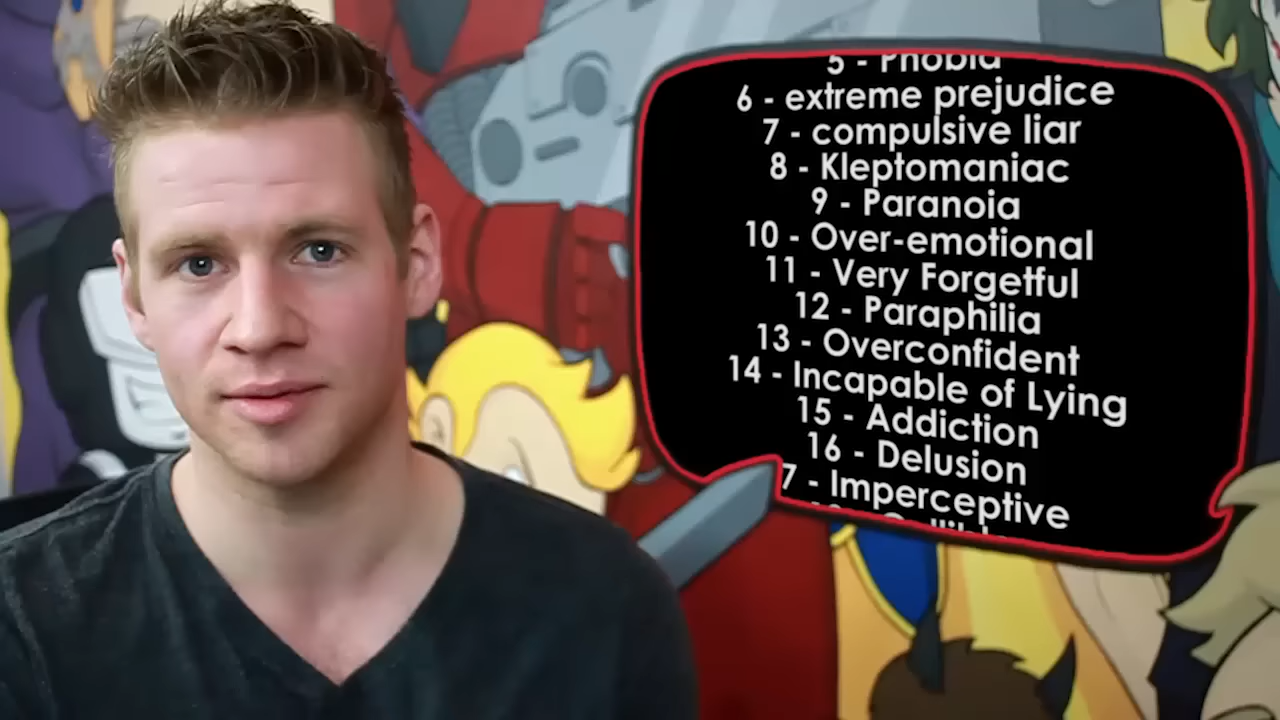 5 - Phobia
6 - extreme prejudice
7 - compulsive liar
8 - Kleptomaniac
9 - Paranoia
10 - Over-emotional
11 - Very Forgetful
12 - Paraphilia
13 - Overconfident
14 - Incapable of Lying
15 - Addiction
16 - Delusion
7 - Imperceptive